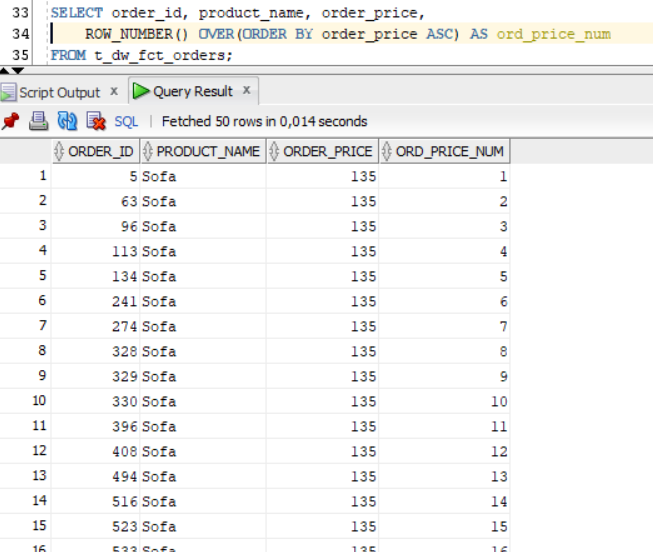 33 SELECT order_id, product_name, order_price,
34 ROW_NUMBER() OVER(ORDER BY order_price ASC) AS ord_price_num
35 FROM t_dw_fct_orders;
Script Output x Query Result x
SQL | Fetched 50 rows in 0,014 seconds
ORDER_ID PRODUCT_NAME ORDER_PRICE ORD_PRICE_NUM
1 5 Sofa 135 1
2 63 Sofa 135 2
3 96 Sofa 135 3
4 113 Sofa 135 4
5 134 Sofa 135 5
6 241 Sofa 135 6
7 274 Sofa 135 7
8 328 Sofa 135 8
9 329 Sofa 135 9
10 330 Sofa 135 10
11 396 Sofa 135 11
12 408 Sofa 135 12
13 494 Sofa 135 13
14 516 Sofa 135 14
15 523 Sofa 135 15
16 533 Sofa 135 16